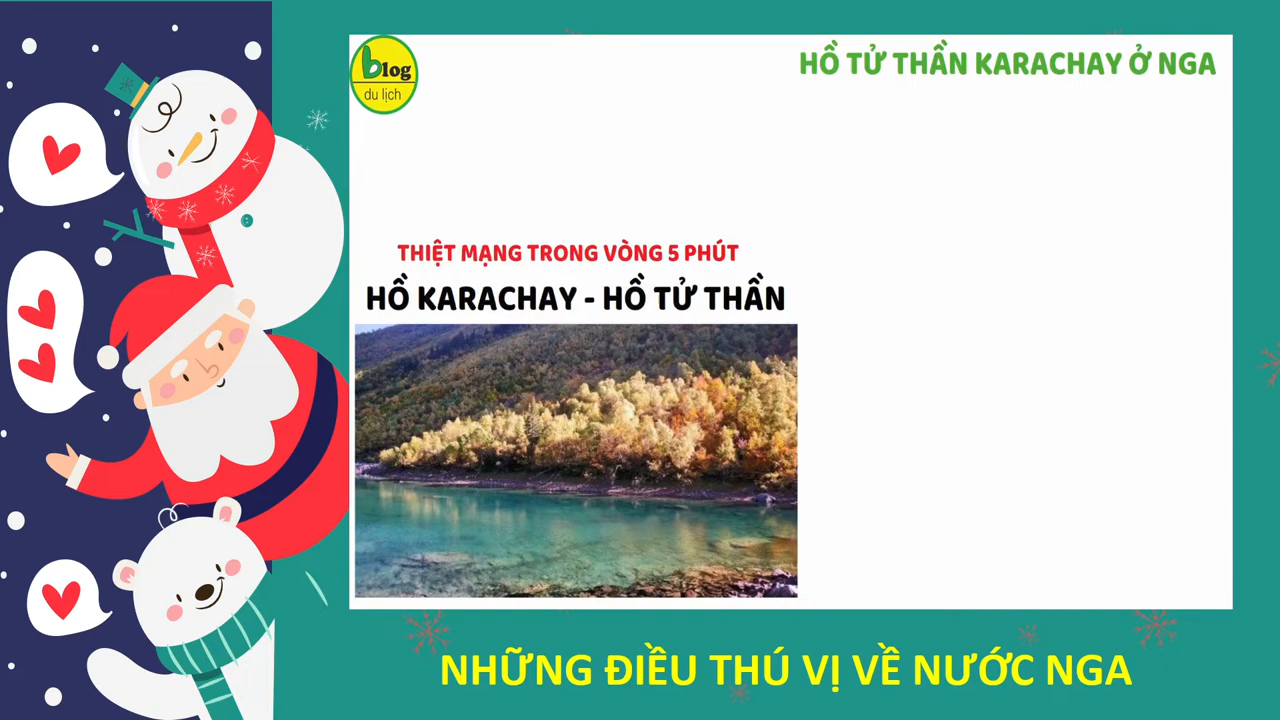 blog
du lịch
HỒ TỬ THẦN KARACHAY Ở NGA
THIỆT MẠNG TRONG VÒNG 5 PHÚT
HỒ KARACHAY - HỒ TỬ THẦN
NHỮNG ĐIỀU THÚ VỊ VỀ NƯỚC NGA